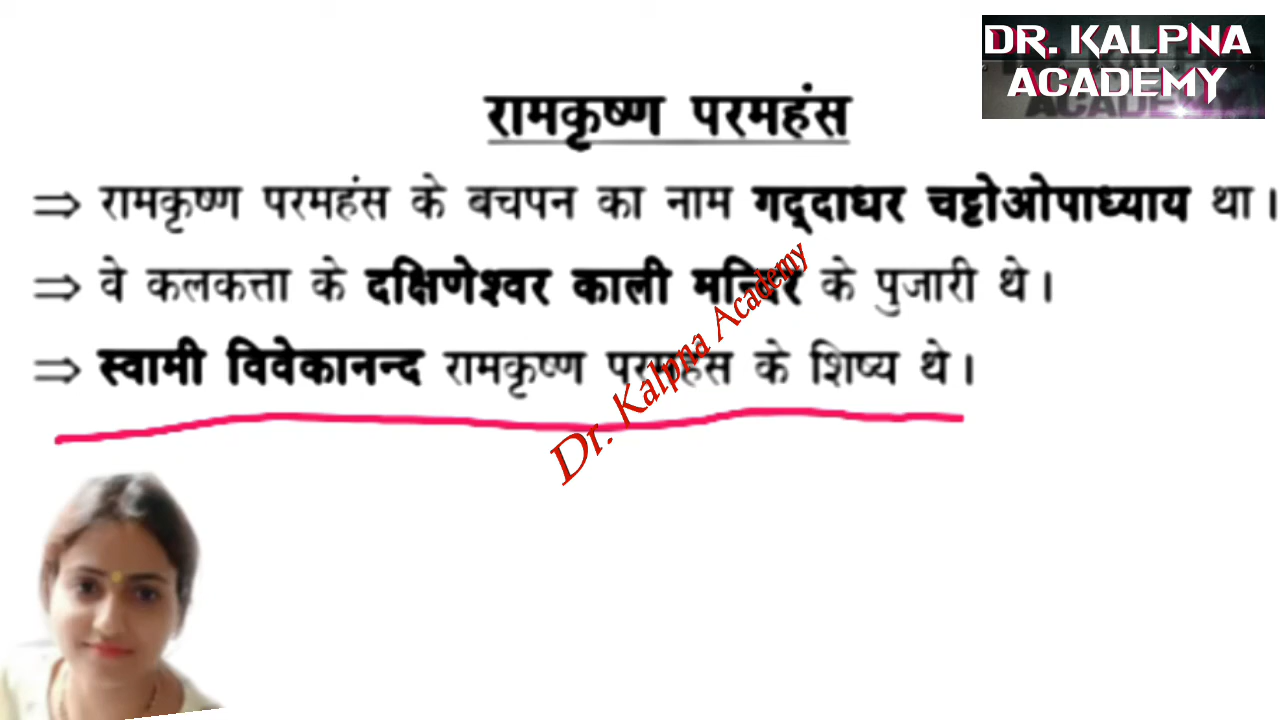 DR. KALPNA
ACADEMY
रामकृष्ण परमहंस
⇒ रामकृष्ण परमहंस के बचपन का नाम गद्‌दाधर चट्टोओपाध्याय था।
⇒ वे कलकत्ता के दक्षिणेश्वर काली मन्दिर के पुजारी थे।
⇒ स्वामी विवेकानन्द रामकृष्ण परमहंस के शिष्य थे।
Dr. Kalpna Academy